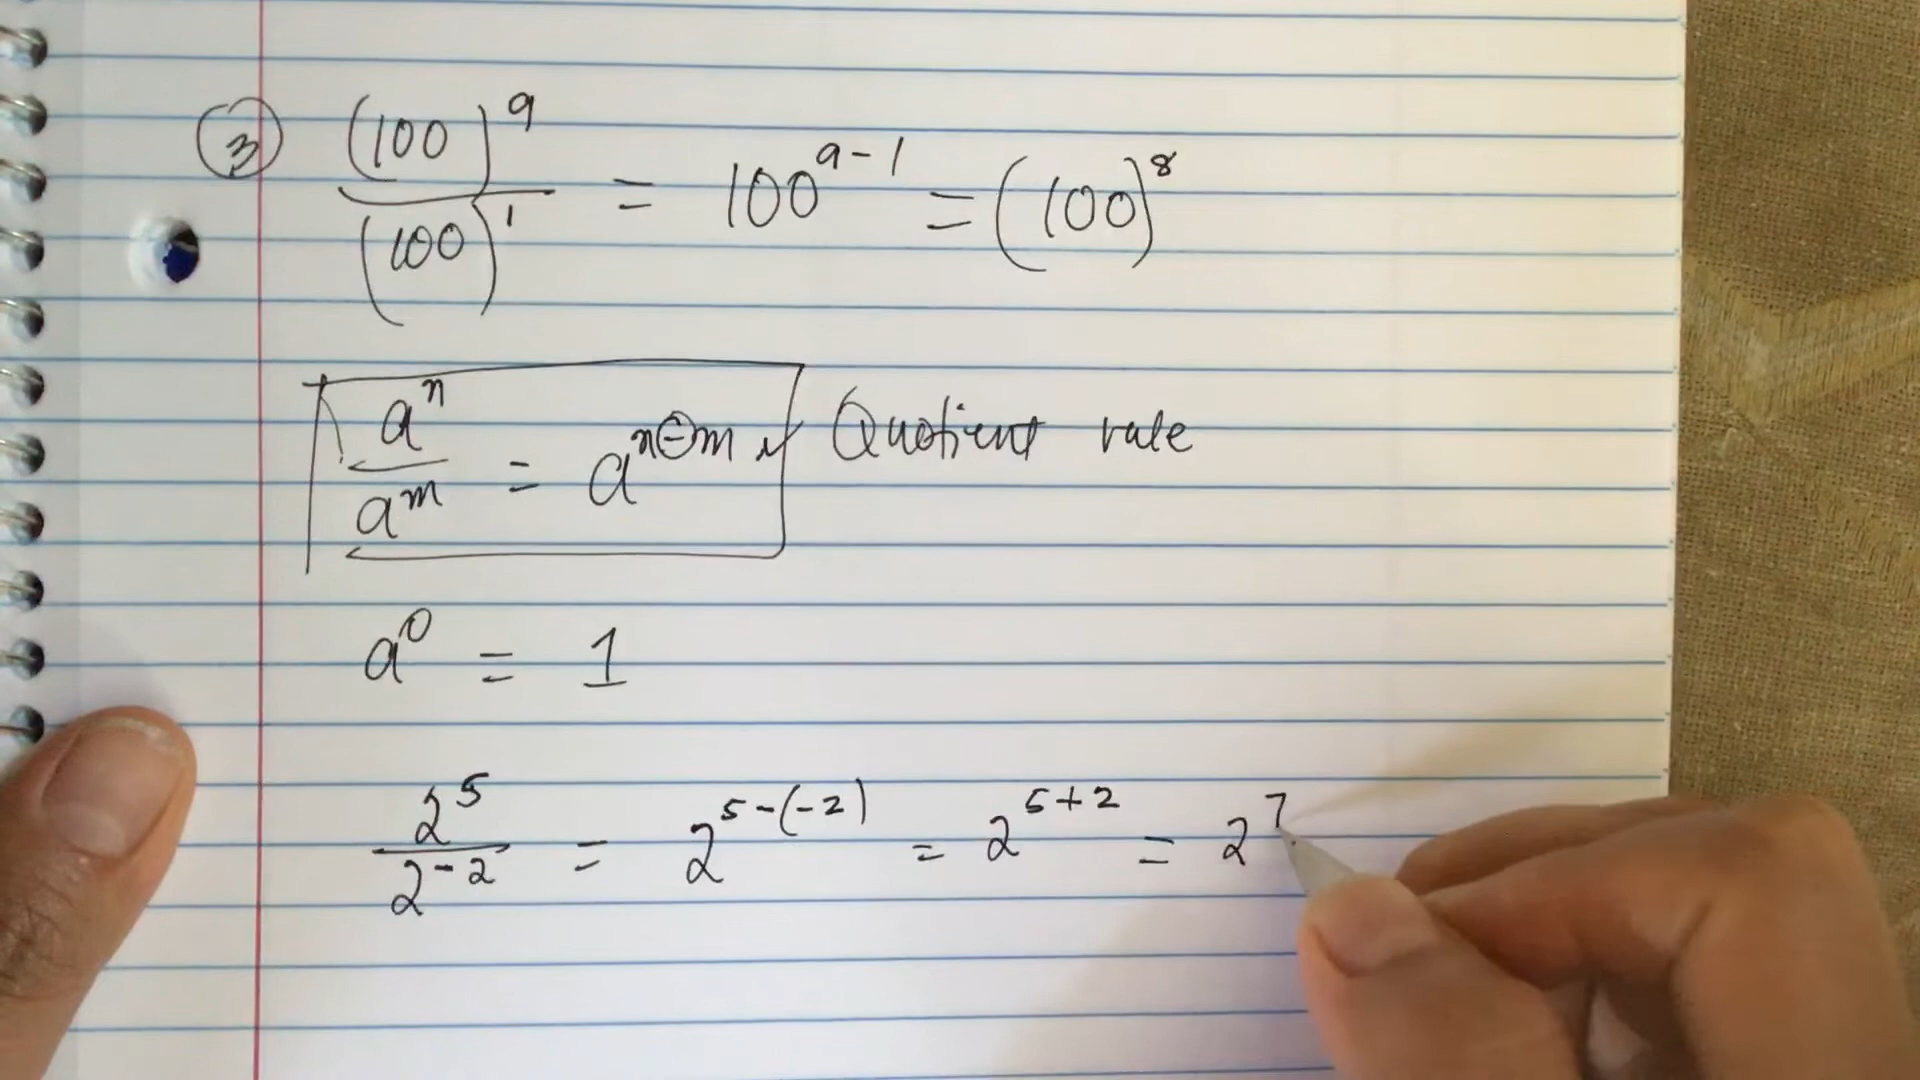 ③ (100)^9 / (100)^1 = 100^{9-1} = (100)^8
a^n / a^m = a^{n⊖m} Quotient rule
a^0 = 1
2^5 / 2^{-2} = 2^{5-(-2)} = 2^{5+2} = 2^7